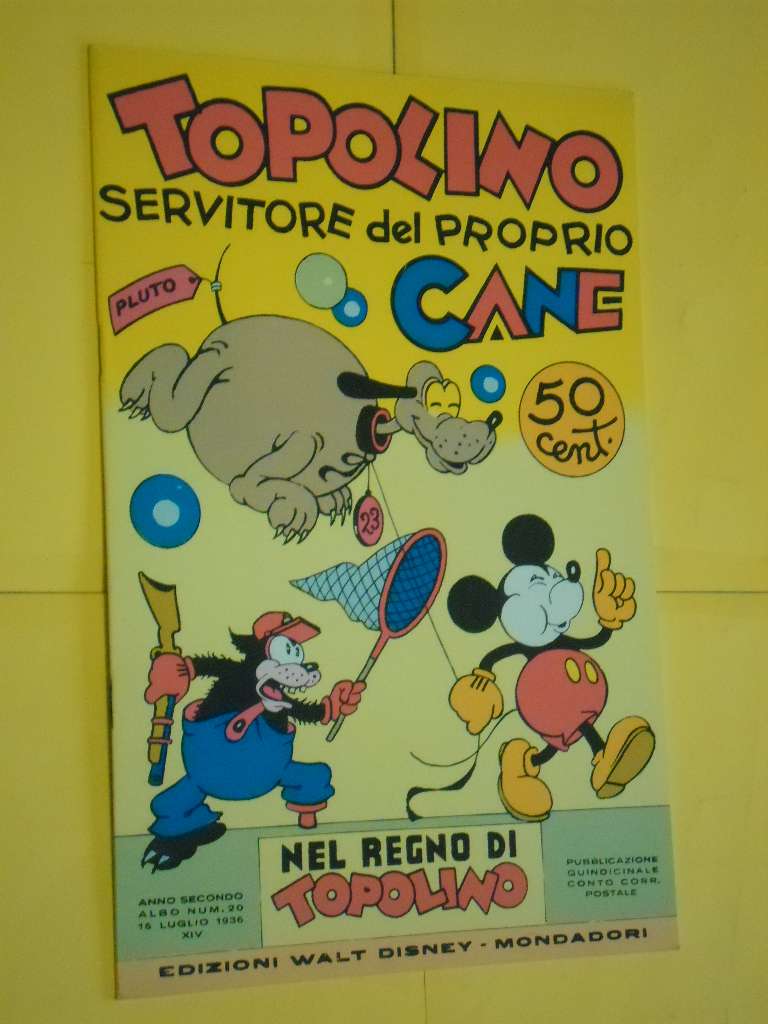 TOPOLINO
SERVITORE del PROPRIO
CANE
PLUTO
50
cent.
23
NEL REGNO DI
TOPOLINO
ANNO SECONDO
ALBO NUM. 20
16 LUGLIO 1936
XIV
PUBBLICAZIONE
QUINDICINALE
CONTO CORR.
POSTALE
EDIZIONI WALT DISNEY - MONDADORI